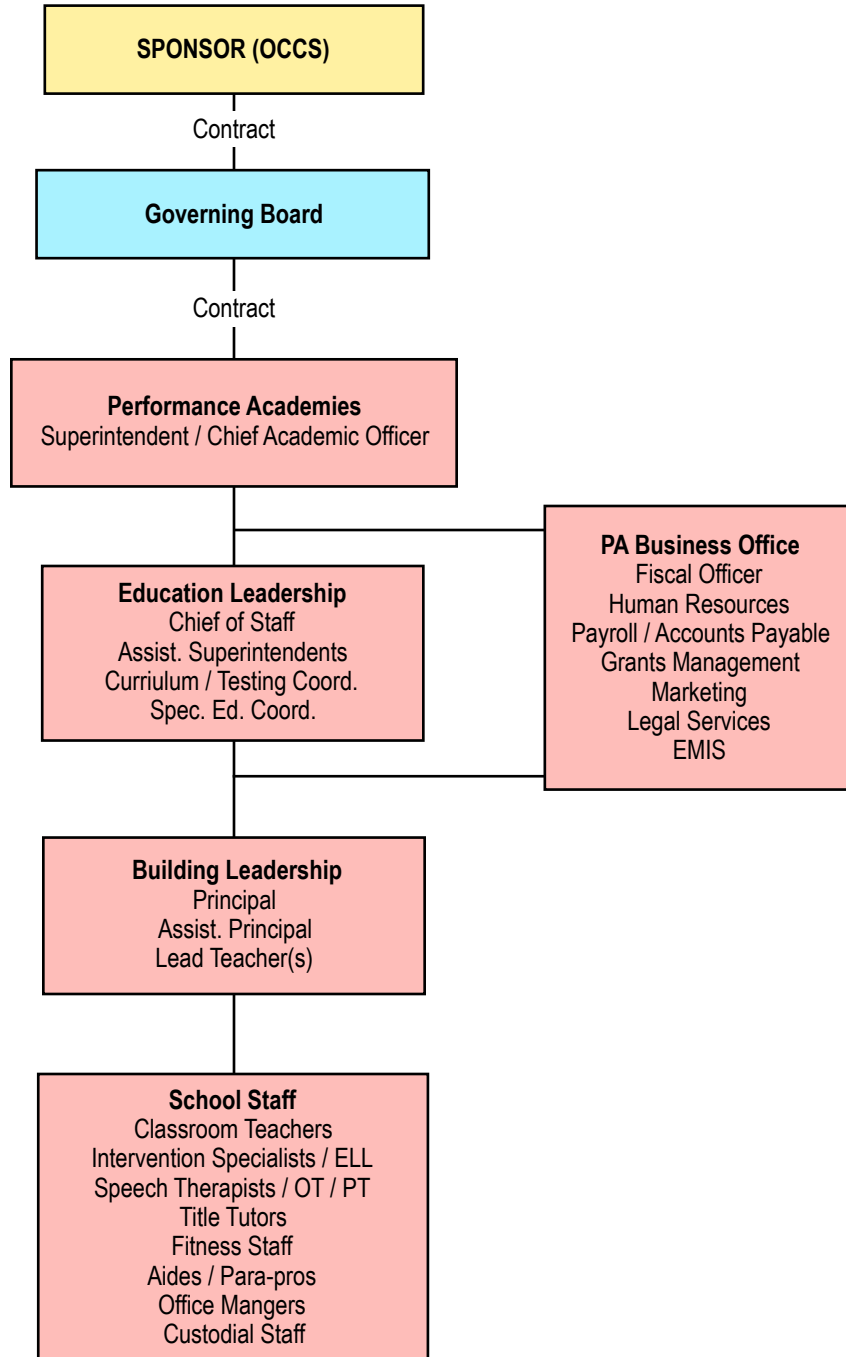 SPONSOR (OCCS)
Contract
Governing Board
Contract
Performance Academies
Superintendent / Chief Academic Officer
Education Leadership
Chief of Staff
Assist. Superintendents
Curriulum / Testing Coord.
Spec. Ed. Coord.
PA Business Office
Fiscal Officer
Human Resources
Payroll / Accounts Payable
Grants Management
Marketing
Legal Services
EMIS
Building Leadership
Principal
Assist. Principal
Lead Teacher(s)
School Staff
Classroom Teachers
Intervention Specialists / ELL
Speech Therapists / OT / PT
Title Tutors
Fitness Staff
Aides / Para-pros
Office Mangers
Custodial Staff